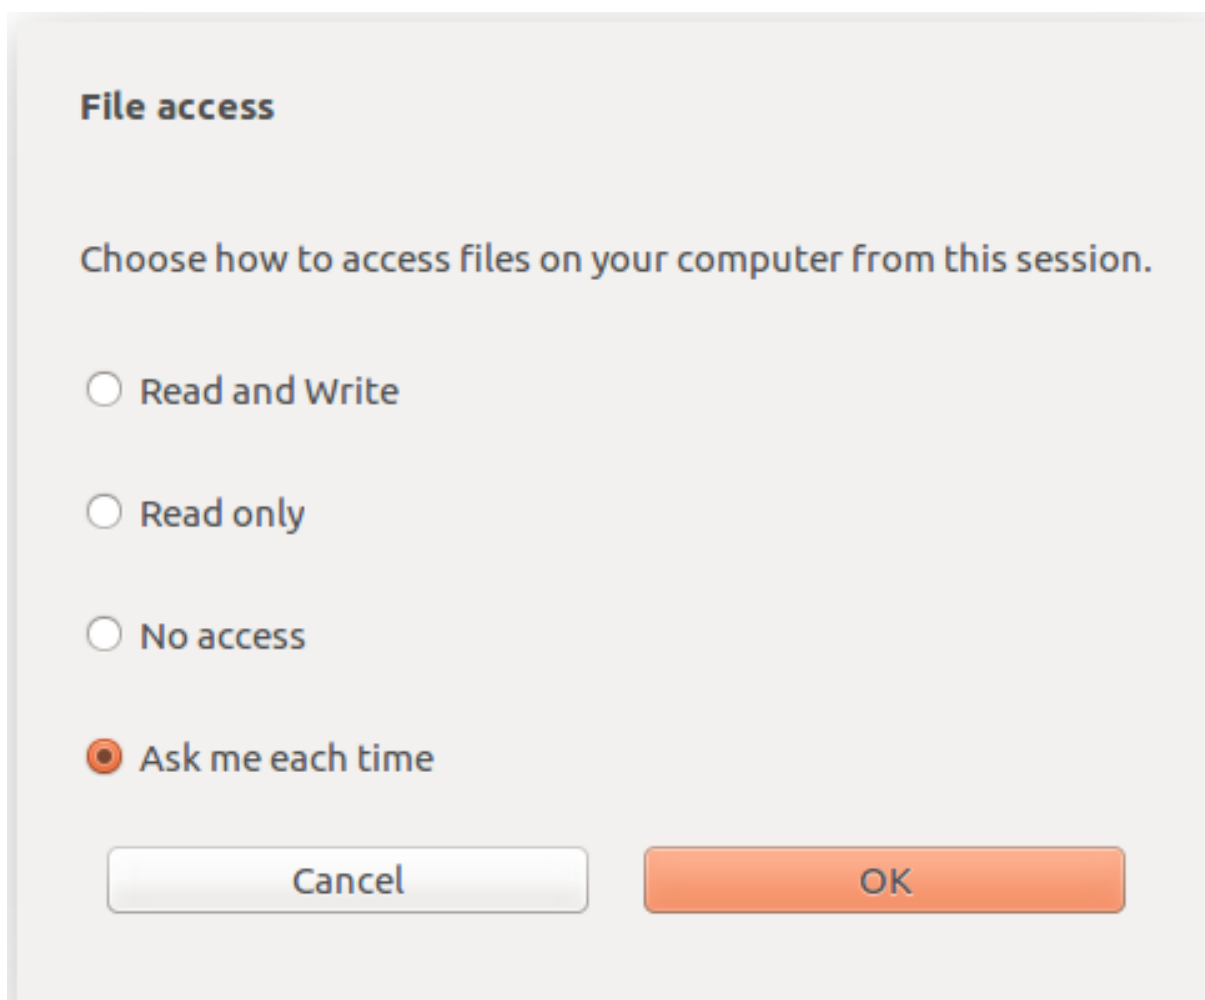 File access
Choose how to access files on your computer from this session.
Read and Write
Read only
No access
Ask me each time
Cancel
OK